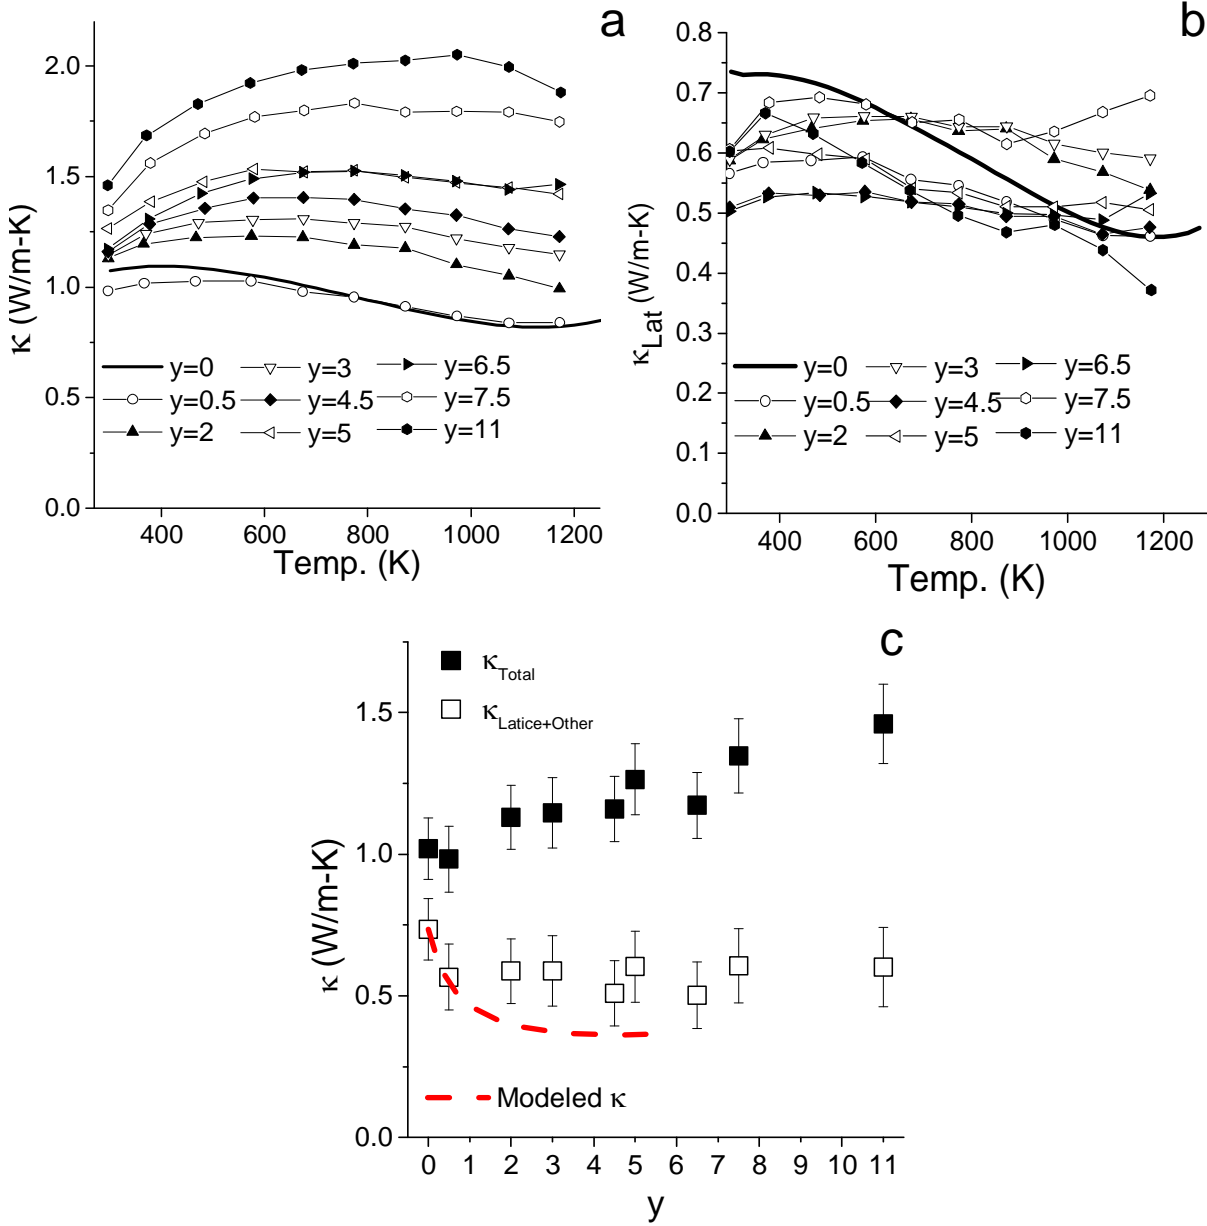 a
2.0
1.5
1.0
0.5
0.0
κ (W/m-K)
y=0
y=3
y=6.5
y=0.5
y=4.5
y=7.5
y=2
y=5
y=11
400 600 800 1000 1200
Temp. (K)
b
0.8
0.7
0.6
0.5
0.4
0.3
0.2
0.1
0.0
κLat (W/m-K)
y=0
y=3
y=6.5
y=0.5
y=4.5
y=7.5
y=2
y=5
y=11
400 600 800 1000 1200
Temp. (K)
c
κTotal
κLatice+Other
1.5
1.0
0.5
0.0
κ (W/m-K)
Modeled κ
0 1 2 3 4 5 6 7 8 9 10 11
y